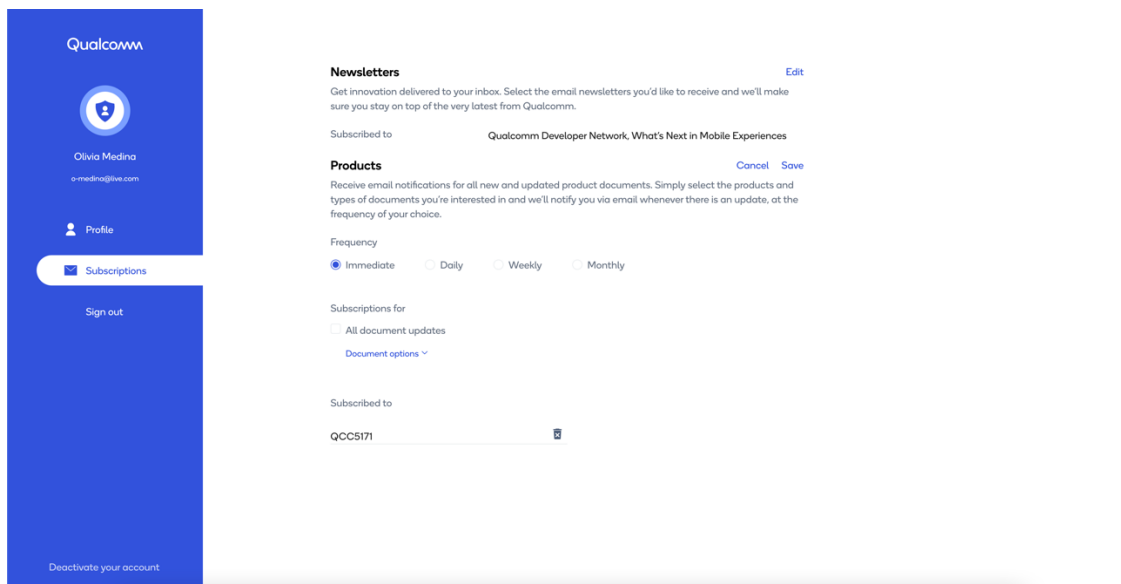 Qualcomm
Olivia Medina
o-medina@live.com
Profile
Subscriptions
Sign out
Deactivate your account
Newsletters
Edit
Get innovation delivered to your inbox. Select the email newsletters you'd like to receive and we'll make
sure you stay on top of the very latest from Qualcomm.
Subscribed to
Qualcomm Developer Network, What's Next in Mobile Experiences
Products
Cancel Save
Receive email notifications for all new and updated product documents. Simply select the products and
types of documents you're interested in and we'll notify you via email whenever there is an update, at the
frequency of your choice.
Frequency
Immediate Daily Weekly Monthly
Subscriptions for
All document updates
Document options
Subscribed to
QCC5171